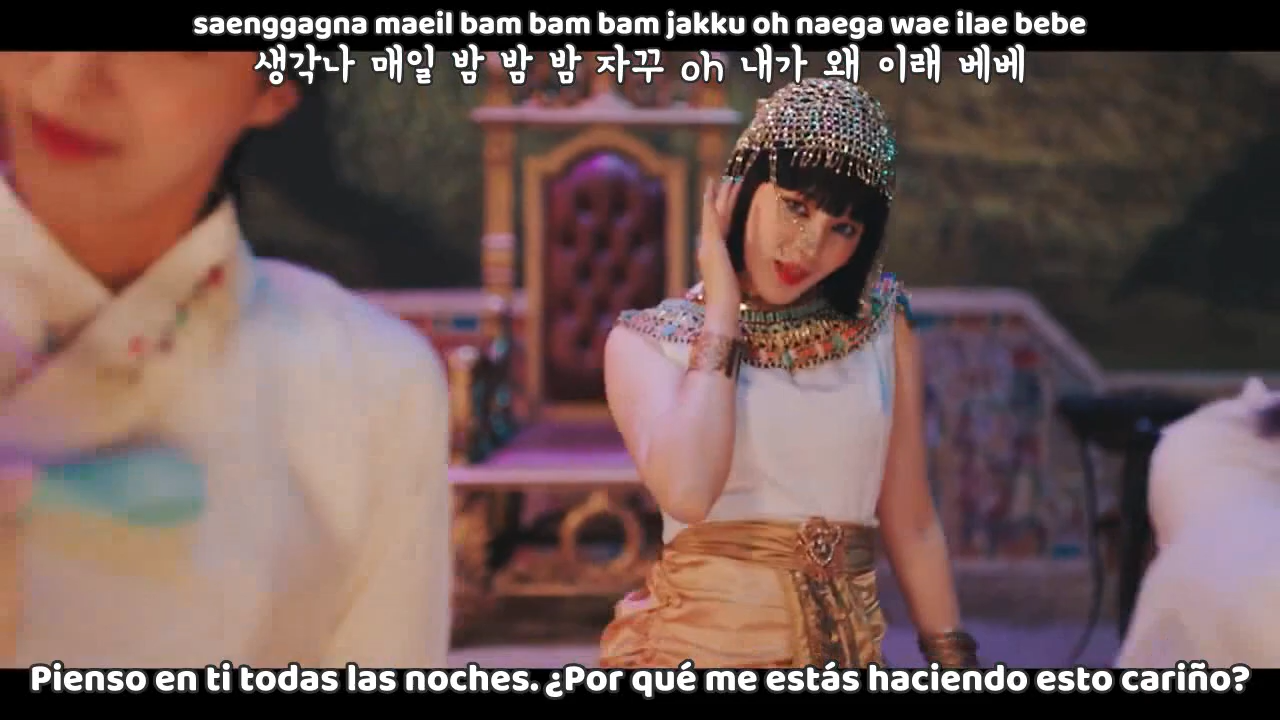 saenggagna maeil bam bam bam jakku oh naega wae ilae bebe
생각나 매일 밤 밤 밤 자꾸 oh 내가 왜 이래 베베
Pienso en ti todas las noches. ¿Por qué me estás haciendo esto cariño?